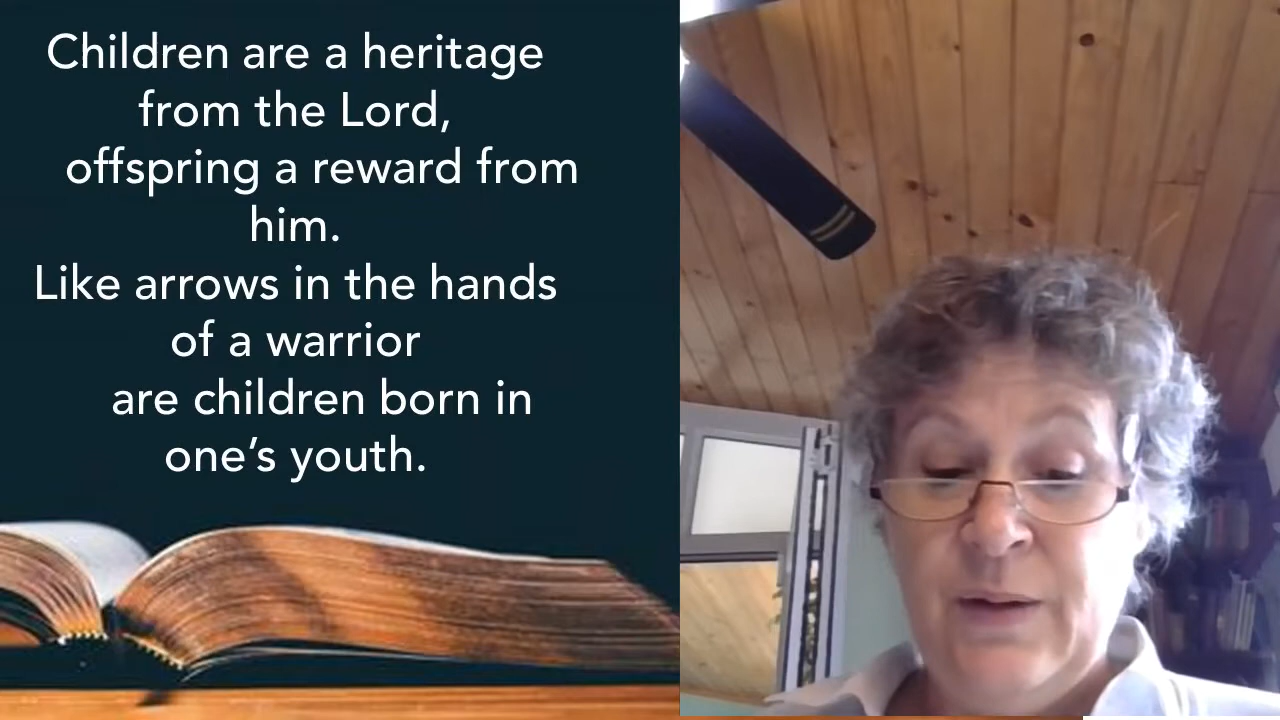 Children are a heritage
from the Lord,
offspring a reward from
him.
Like arrows in the hands
of a warrior
are children born in
one’s youth.